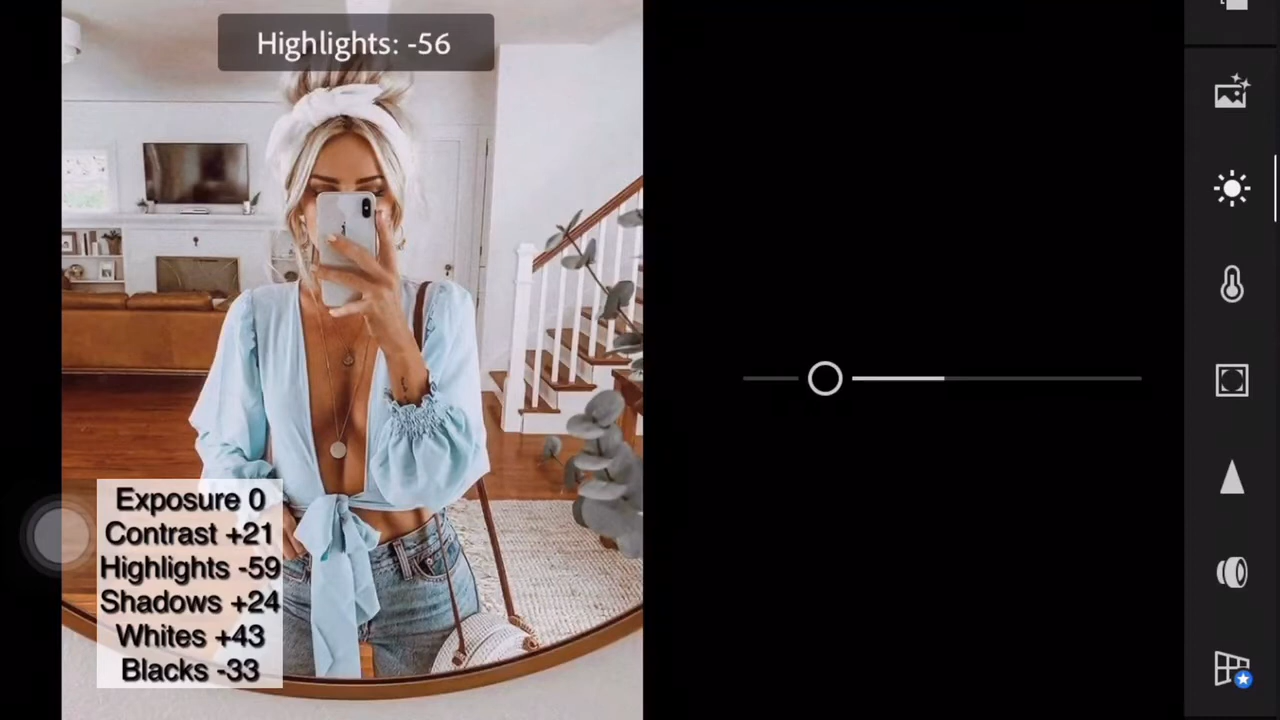 Highlights: -56
Exposure 0
Contrast +21
Highlights -59
Shadows +24
Whites +43
Blacks -33